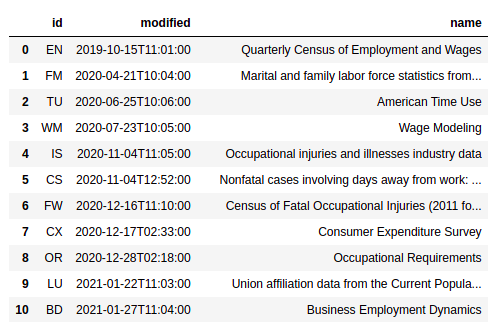 id modified name
0 EN 2019-10-15T11:01:00 Quarterly Census of Employment and Wages
1 FM 2020-04-21T10:04:00 Marital and family labor force statistics from...
2 TU 2020-06-25T10:06:00 American Time Use
3 WM 2020-07-23T10:05:00 Wage Modeling
4 IS 2020-11-04T11:05:00 Occupational injuries and illnesses industry data
5 CS 2020-11-04T12:52:00 Nonfatal cases involving days away from work: ...
6 FW 2020-12-16T11:10:00 Census of Fatal Occupational Injuries (2011 fo...
7 CX 2020-12-17T02:33:00 Consumer Expenditure Survey
8 OR 2020-12-28T02:18:00 Occupational Requirements
9 LU 2021-01-22T11:03:00 Union affiliation data from the Current Popula...
10 BD 2021-01-27T11:04:00 Business Employment Dynamics